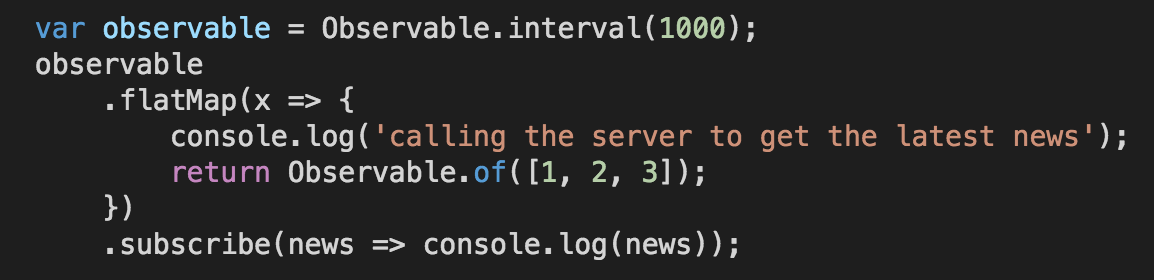 var observable = Observable.interval(1000);
observable
    .flatMap(x => {
        console.log('calling the server to get the latest news');
        return Observable.of([1, 2, 3]);
    })
    .subscribe(news => console.log(news));